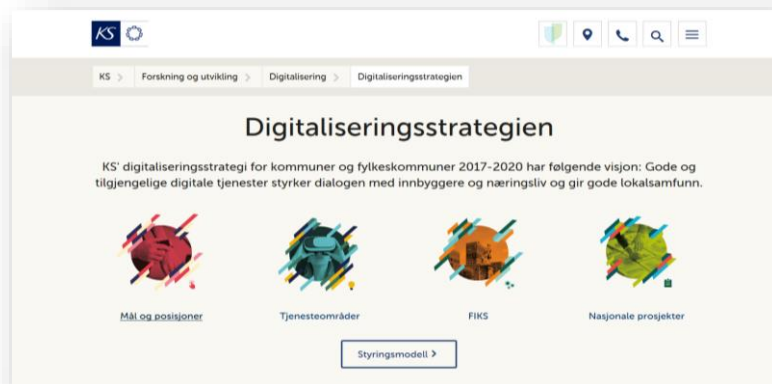 KS
KS > Forskning og utvikling > Digitalisering > Digitaliseringsstrategien
Digitaliseringsstrategien
KS' digitaliseringsstrategi for kommuner og fylkeskommuner 2017-2020 har følgende visjon: Gode og
tilgjengelige digitale tjenester styrker dialogen med innbyggere og næringsliv og gir gode lokalsamfunn.
Mål og posisjoner
Tjenesteområder
FIKS
Nasjonale prosjekter
Styringsmodell >